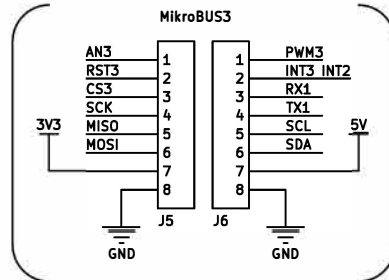 MikroBUS3
AN3 1 1 PWM3
RST3 2 2 INT3 INT2
CS3 3 3 RX1
SCK 4 4 TX1
3V3 MISO 5 5 SCL 5V
MOSI 6 6 SDA
7 7
8 8
J5 J6
GND GND